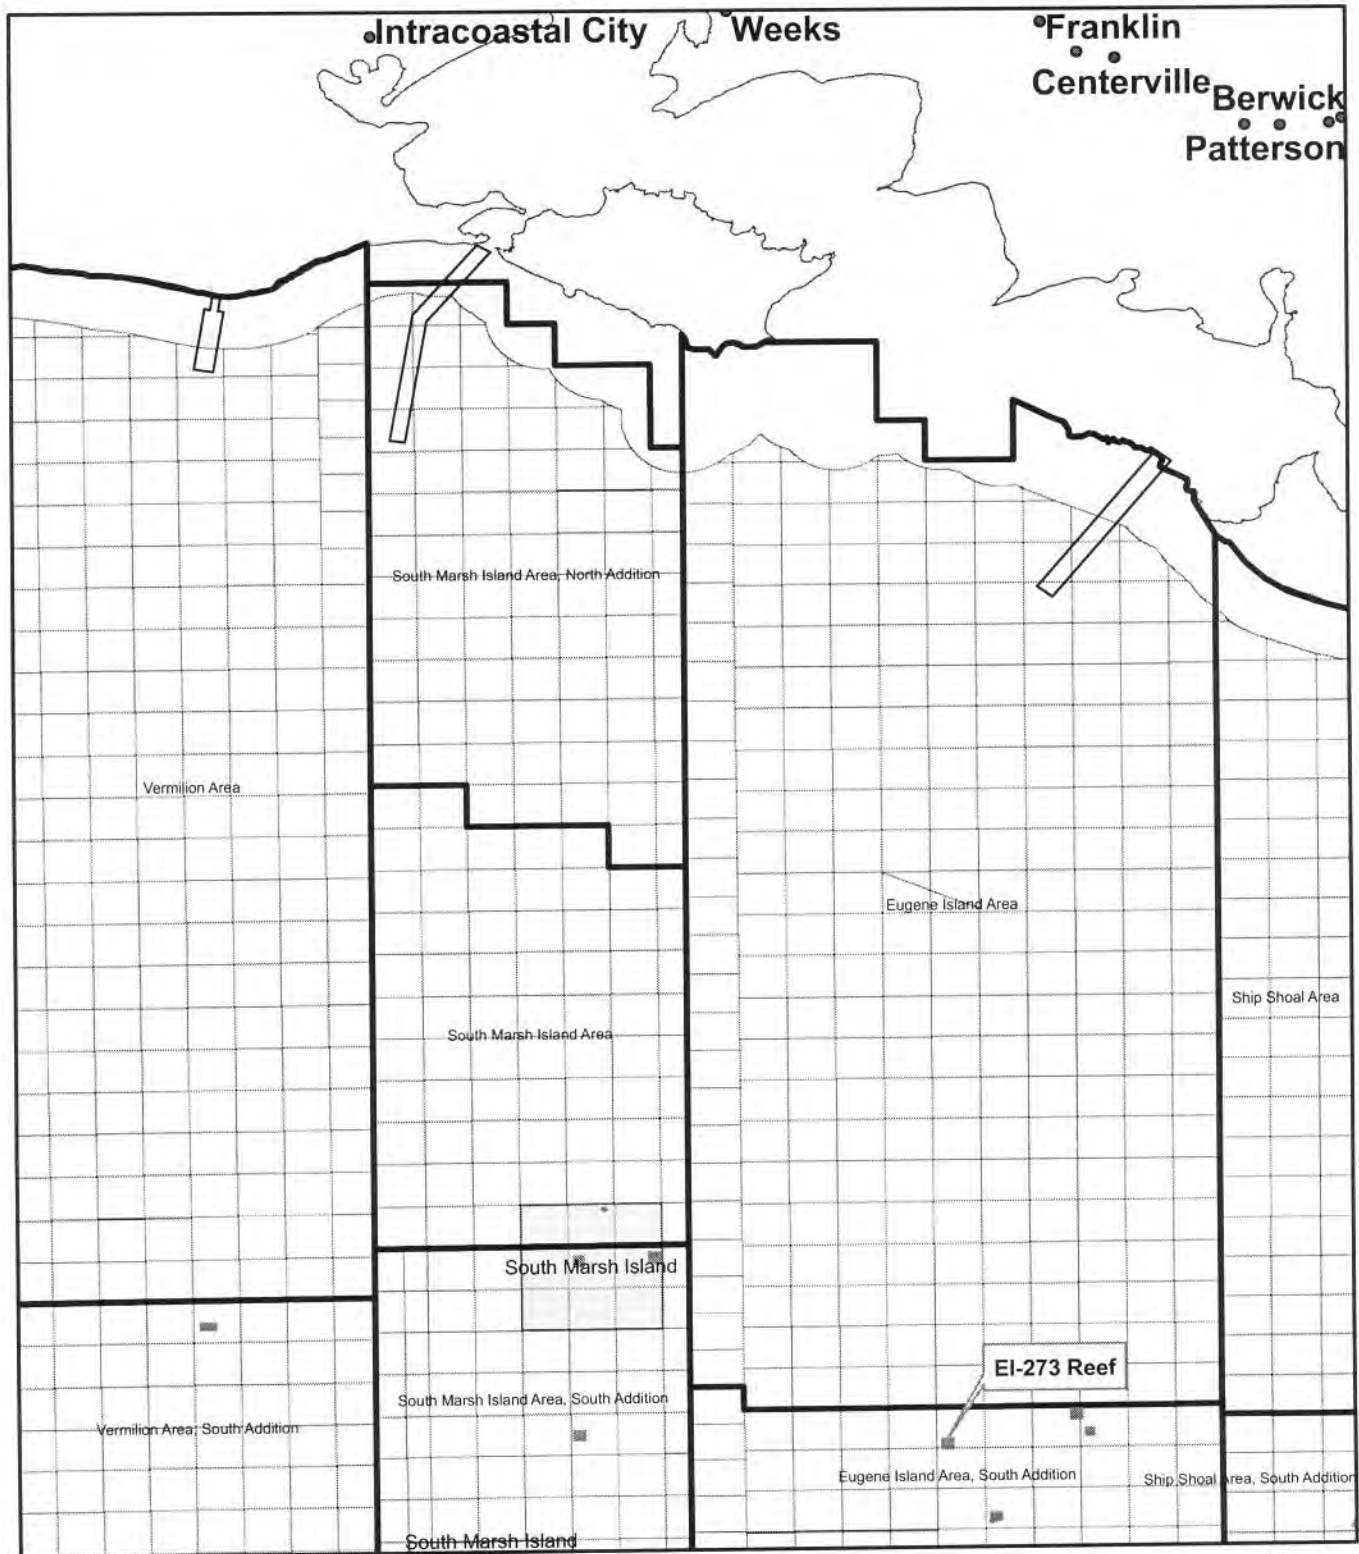 Intracoastal City
Weeks
Franklin
Centerville
Berwick
Patterson
South Marsh Island Area, North Addition
Vermilion Area
Eugene Island Area
Ship Shoal Area
South Marsh Island Area
South Marsh Island
EI-273 Reef
South Marsh Island Area, South Addition
Vermilion Area, South Addition
Eugene Island Area, South Addition
Ship Shoal Area, South Addition
South Marsh Island